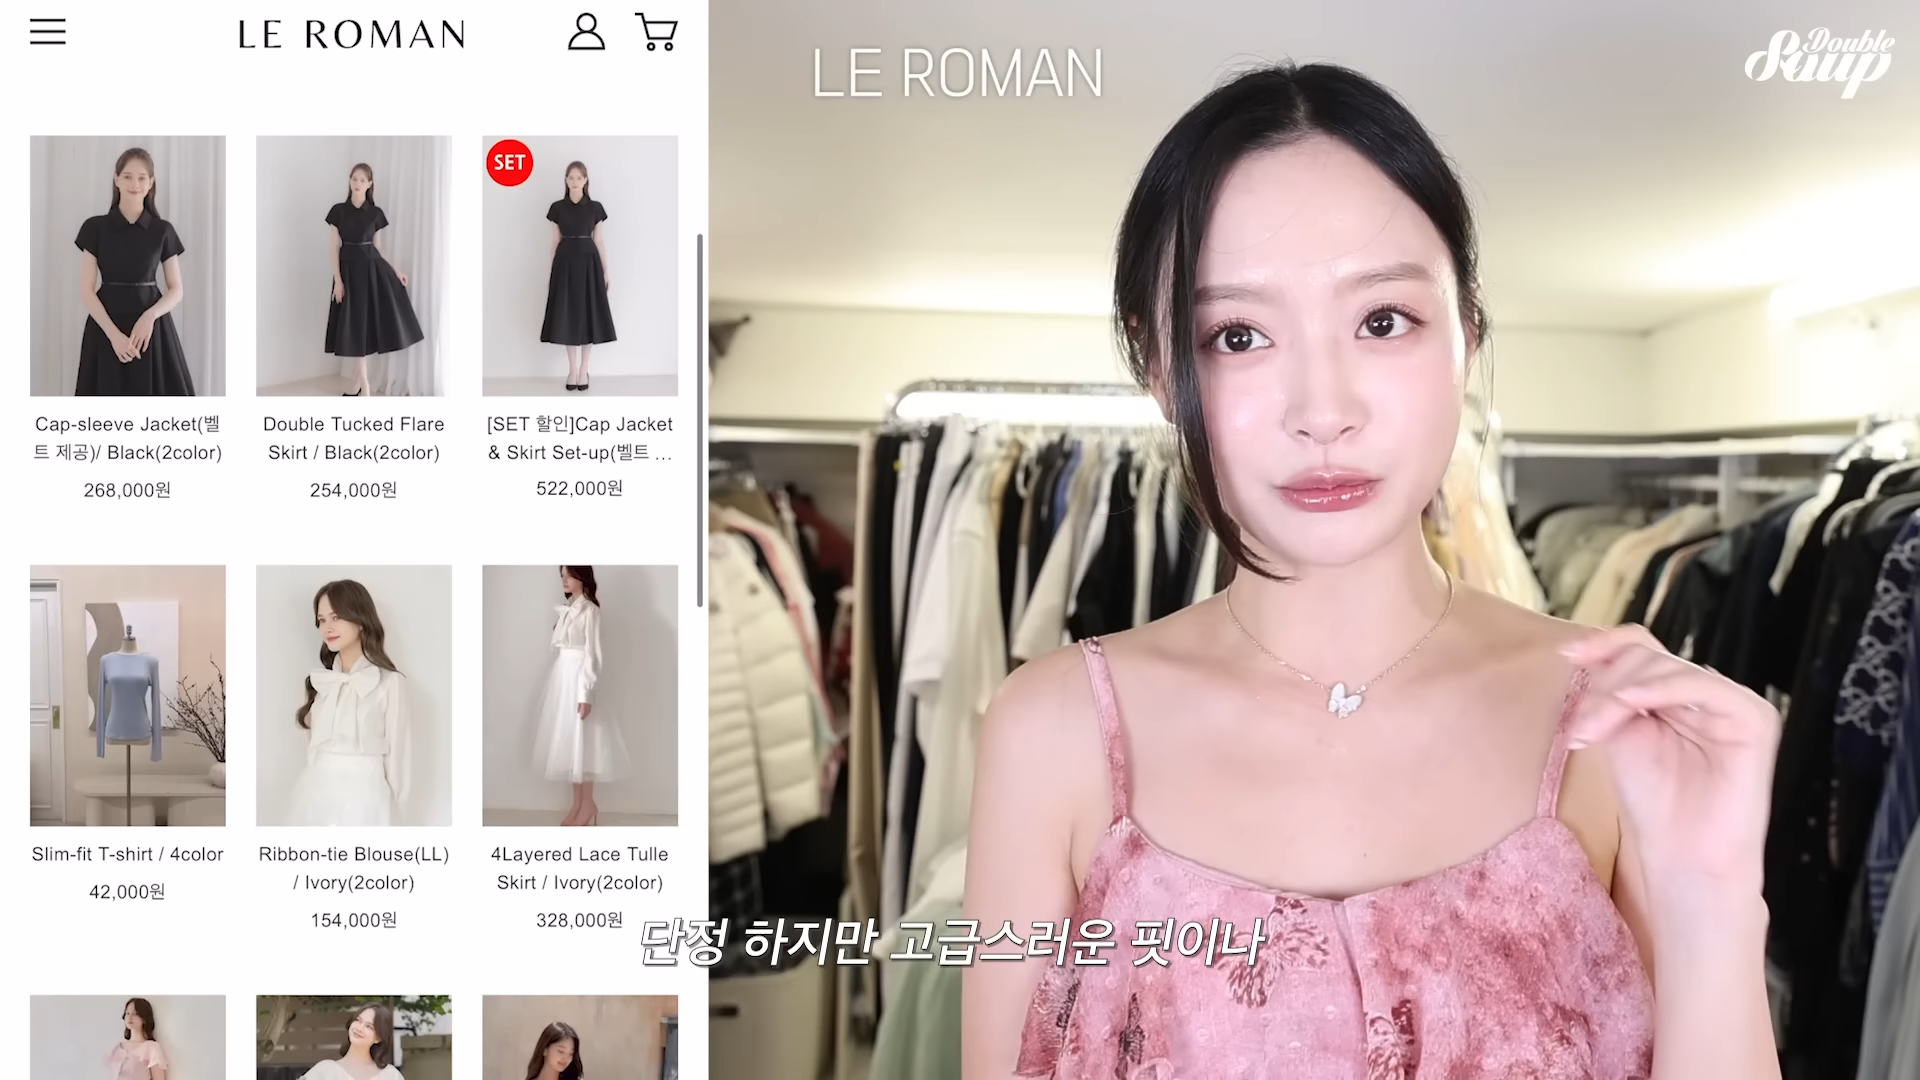 LE ROMAN
LE ROMAN
Double
Soup
SET
Cap-sleeve Jacket(벨
트 제공)/ Black(2color)
268,000원
Double Tucked Flare
Skirt / Black(2color)
254,000원
[SET 할인]Cap Jacket
& Skirt Set-up(벨트 ...
522,000원
Slim-fit T-shirt / 4color
42,000원
Ribbon-tie Blouse(LL)
/ Ivory(2color)
154,000원
4Layered Lace Tulle
Skirt / Ivory(2color)
328,000원
단정 하지만 고급스러운 핏이나